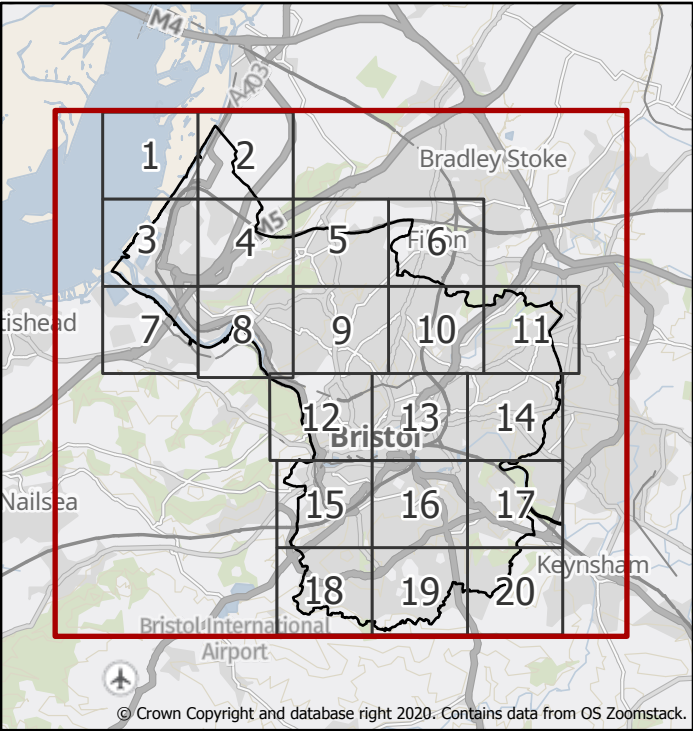 M4
A403
1
2
Bradley Stoke
M5
3
4
5
6
Filton
tishead
7
8
9
10
11
12
13
14
Bristol
Nailsea
15
16
17
Keynsham
18
19
20
Bristol International
Airport
© Crown Copyright and database right 2020. Contains data from OS Zoomstack.